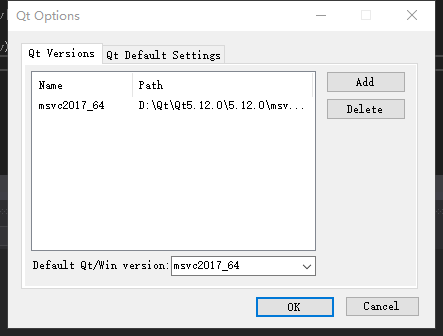 Qt Options
Qt Versions Qt Default Settings
Name Path
msvc2017_64 D:\Qt\Qt5.12.0\5.12.0\msv...
Add
Delete
Default Qt/Win version: msvc2017_64
OK Cancel